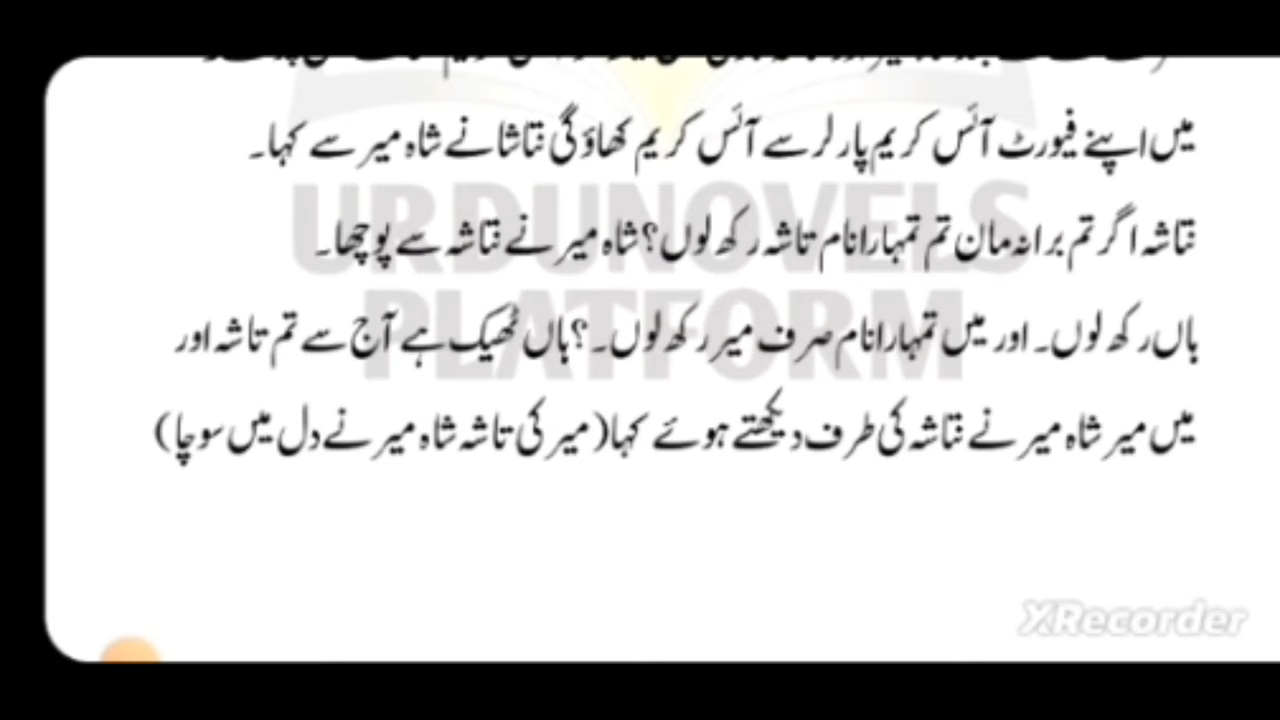 میں اپنے فیورٹ آئس کریم پارلر سے آئس کریم کھاؤ گی نتاشا نے شاہ میر سے کہا۔
نتاشہ اگر تم برا نہ مان تم تمہارا نام تاشہ رکھ لوں؟ شاہ میر نے نتاشہ سے پوچھا۔
ہاں رکھ لوں۔ اور میں تمہارا نام صرف میر رکھ لوں۔؟ ہاں ٹھیک ہے آج سے تم تاشہ اور
میں میر شاہ میر نے نتاشہ کی طرف دیکھتے ہوئے کہا (میر کی تاشہ شاہ میر نے دل میں سوچا)
URDUNOVELS
PLATFORM
XRecorder